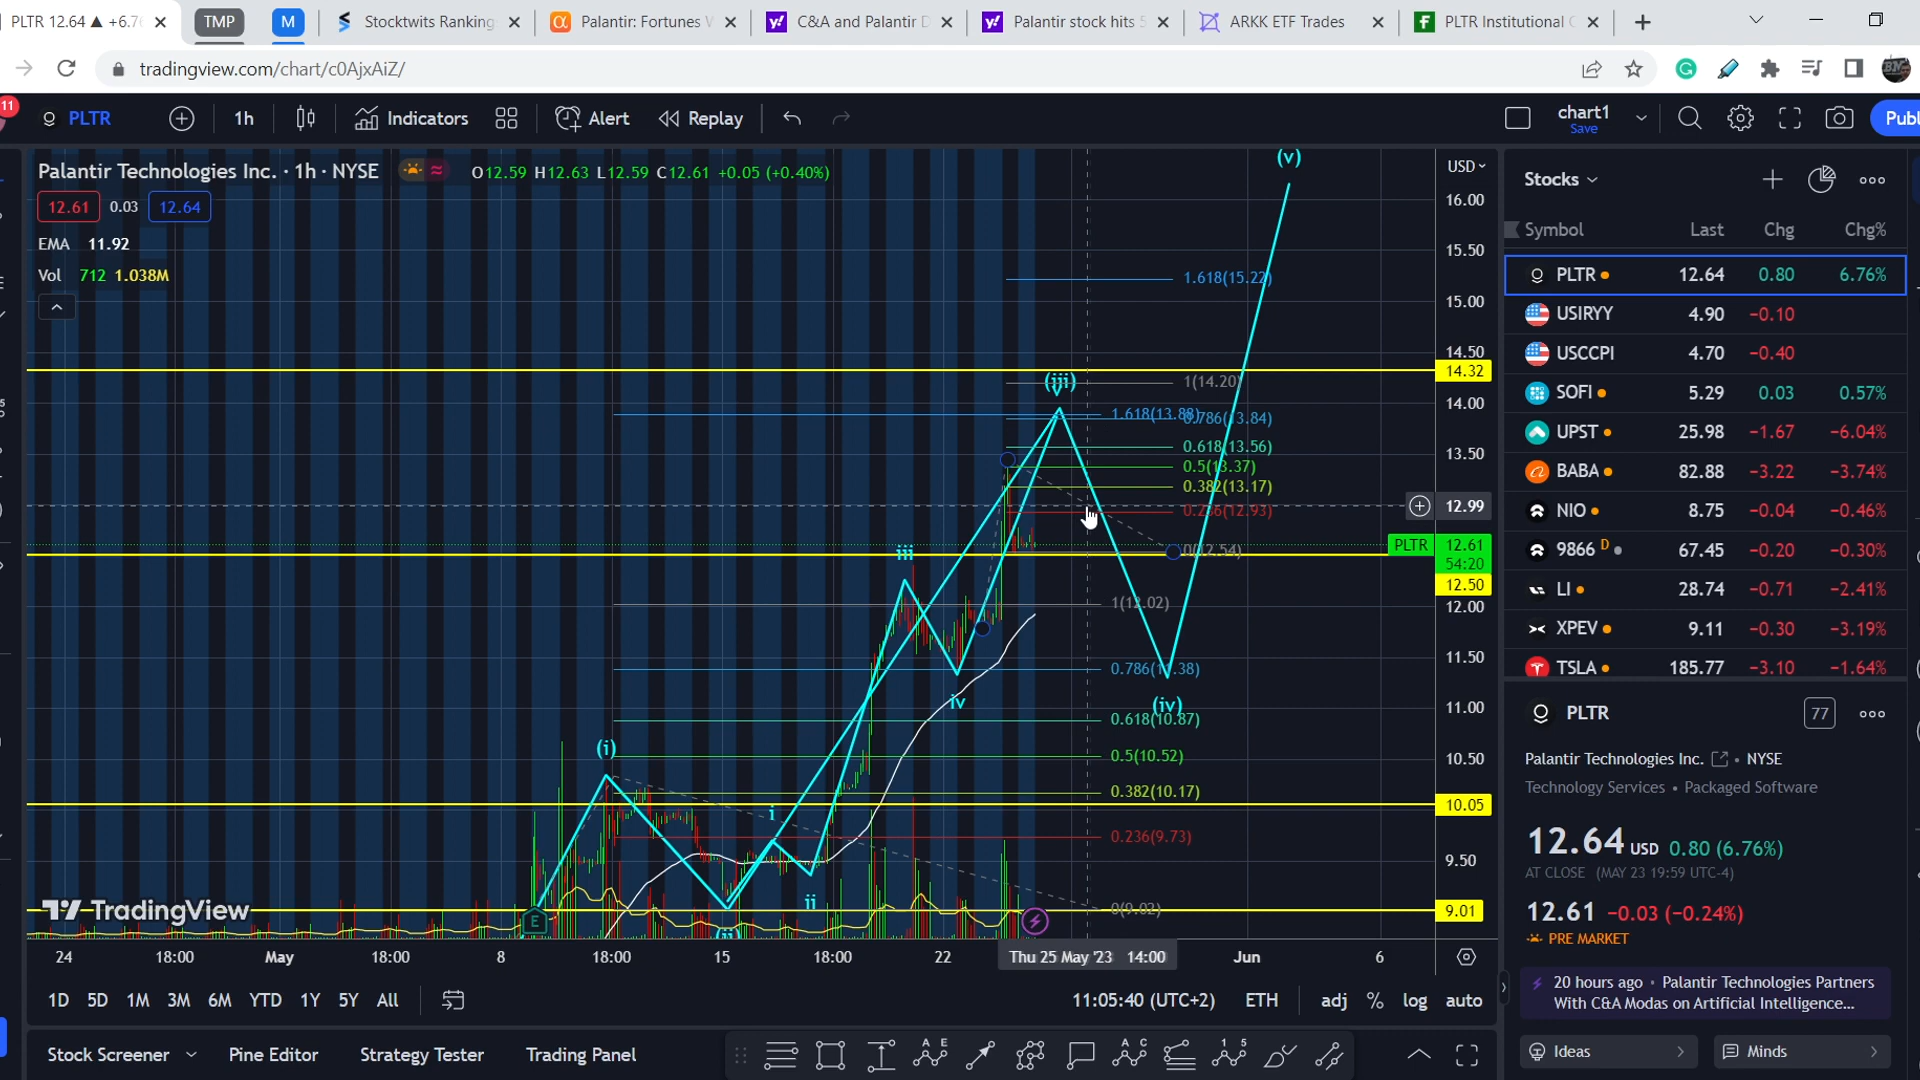 PLTR 12.64 ▲ +6.7
TMP
M
Stocktwits Ranking
Palantir: Fortunes
C&A and Palantir D
Palantir stock hits 5
ARKK ETF Trades
PLTR Institutional
tradingview.com/chart/c0AjxAiZ/
11
PLTR
1h
Indicators
Alert
Replay
chart1
Save
Publ
Palantir Technologies Inc. · 1h · NYSE
O12.59 H12.63 L12.59 C12.61 +0.05 (+0.40%)
12.61 0.03 12.64
EMA 11.92
Vol 712 1.038M
(v)
1.618(15.22)
(iii)
1(14.20)
1.618(13.88)
0.786(13.84)
0.618(13.56)
0.5(13.37)
0.382(13.17)
0.236(12.93)
0(12.54)
iii
1(12.02)
0.786(11.38)
iv
(iv)
0.618(10.87)
(i)
0.5(10.52)
0.382(10.17)
i
0.236(9.73)
ii
0(9.02)
(ii)
E
TradingView
USD
16.00
15.50
15.00
14.50
14.32
14.00
13.50
12.99
PLTR 12.61
54:20
12.50
12.00
11.50
11.00
10.50
10.05
9.50
9.01
24 18:00 May 18:00 8 18:00 15 18:00 22 Thu 25 May '23 14:00 Jun 6
1D 5D 1M 3M 6M YTD 1Y 5Y All
11:05:40 (UTC+2) ETH adj % log auto
Stock Screener Pine Editor Strategy Tester Trading Panel
Stocks
Symbol Last Chg Chg%
PLTR 12.64 0.80 6.76%
USIRYY 4.90 −0.10
USCCPI 4.70 −0.40
SOFI 5.29 0.03 0.57%
UPST 25.98 −1.67 −6.04%
BABA 82.88 −3.22 −3.74%
NIO 8.75 −0.04 −0.46%
9866 D 67.45 −0.20 −0.30%
LI 28.74 −0.71 −2.41%
XPEV 9.11 −0.30 −3.19%
TSLA 185.77 −3.10 −1.64%
PLTR
77
Palantir Technologies Inc. • NYSE
Technology Services • Packaged Software
12.64 USD 0.80 (6.76%)
AT CLOSE (MAY 23 19:59 UTC-4)
12.61 −0.03 (−0.24%)
PRE MARKET
20 hours ago • Palantir Technologies Partners
With C&A Modas on Artificial Intelligence...
Ideas
Minds